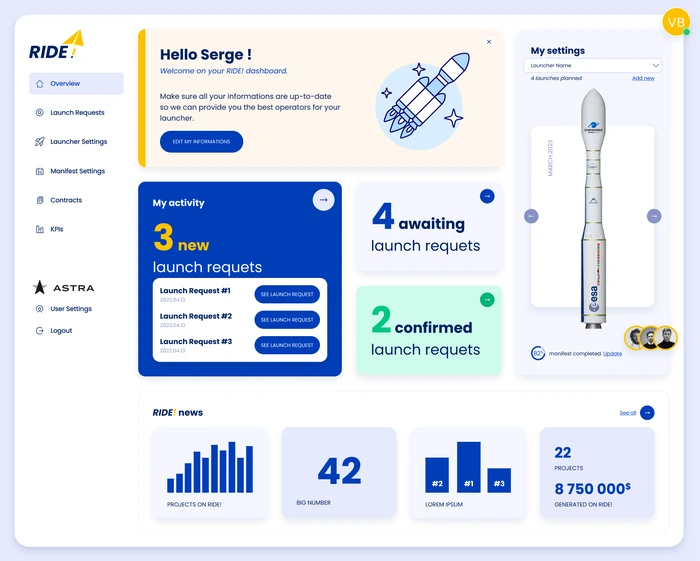 VB
RIDE!
Overview
Launch Requests
Launcher Settings
Manifest Settings
Contracts
KPIs
ASTRA
User Settings
Logout
Hello Serge !
Welcome on your RIDE! dashboard.
Make sure all your informations are up-to-date
so we can provide you the best operators for your
launcher.
EDIT MY INFORMATIONS
My settings
Launcher Name
4 launches planned
Add new
MARCH 2023
esa
82%
manifest completed. Update
My activity
3 new
launch requets
Launch Request #1
2022.04.13
SEE LAUNCH REQUEST
Launch Request #2
2022.04.13
SEE LAUNCH REQUEST
Launch Request #3
2022.04.13
SEE LAUNCH REQUEST
4 awaiting
launch requets
2 confirmed
launch requets
RIDE! news
See all
PROJECTS ON RIDE!
42
BIG NUMBER
#2
#1
#3
LOREM IPSUM
22
PROJECTS
8 750 000$
GENERATED ON RIDE!